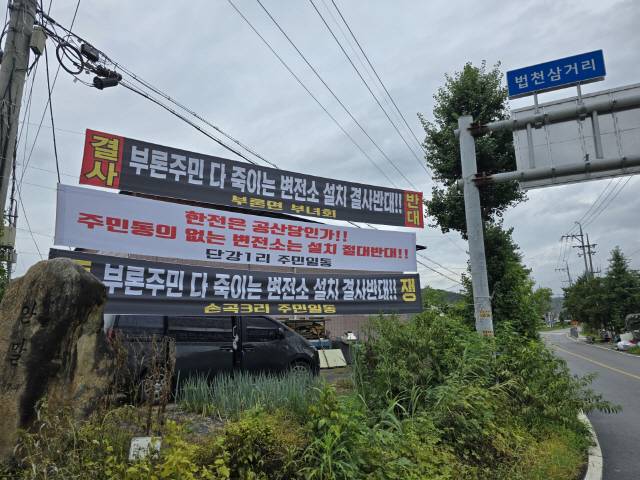 법천삼거리
결사
부론주민 다 죽이는 변전소 설치 결사반대!!
반대
부론면 부녀회
한전은 공산당인가!!
주민동의 없는 변전소는 설치 절대반대!!
단강1리 주민일동
부론주민 다 죽이는 변전소 설치 결사반대!!
쟁
손곡3리 주민일동